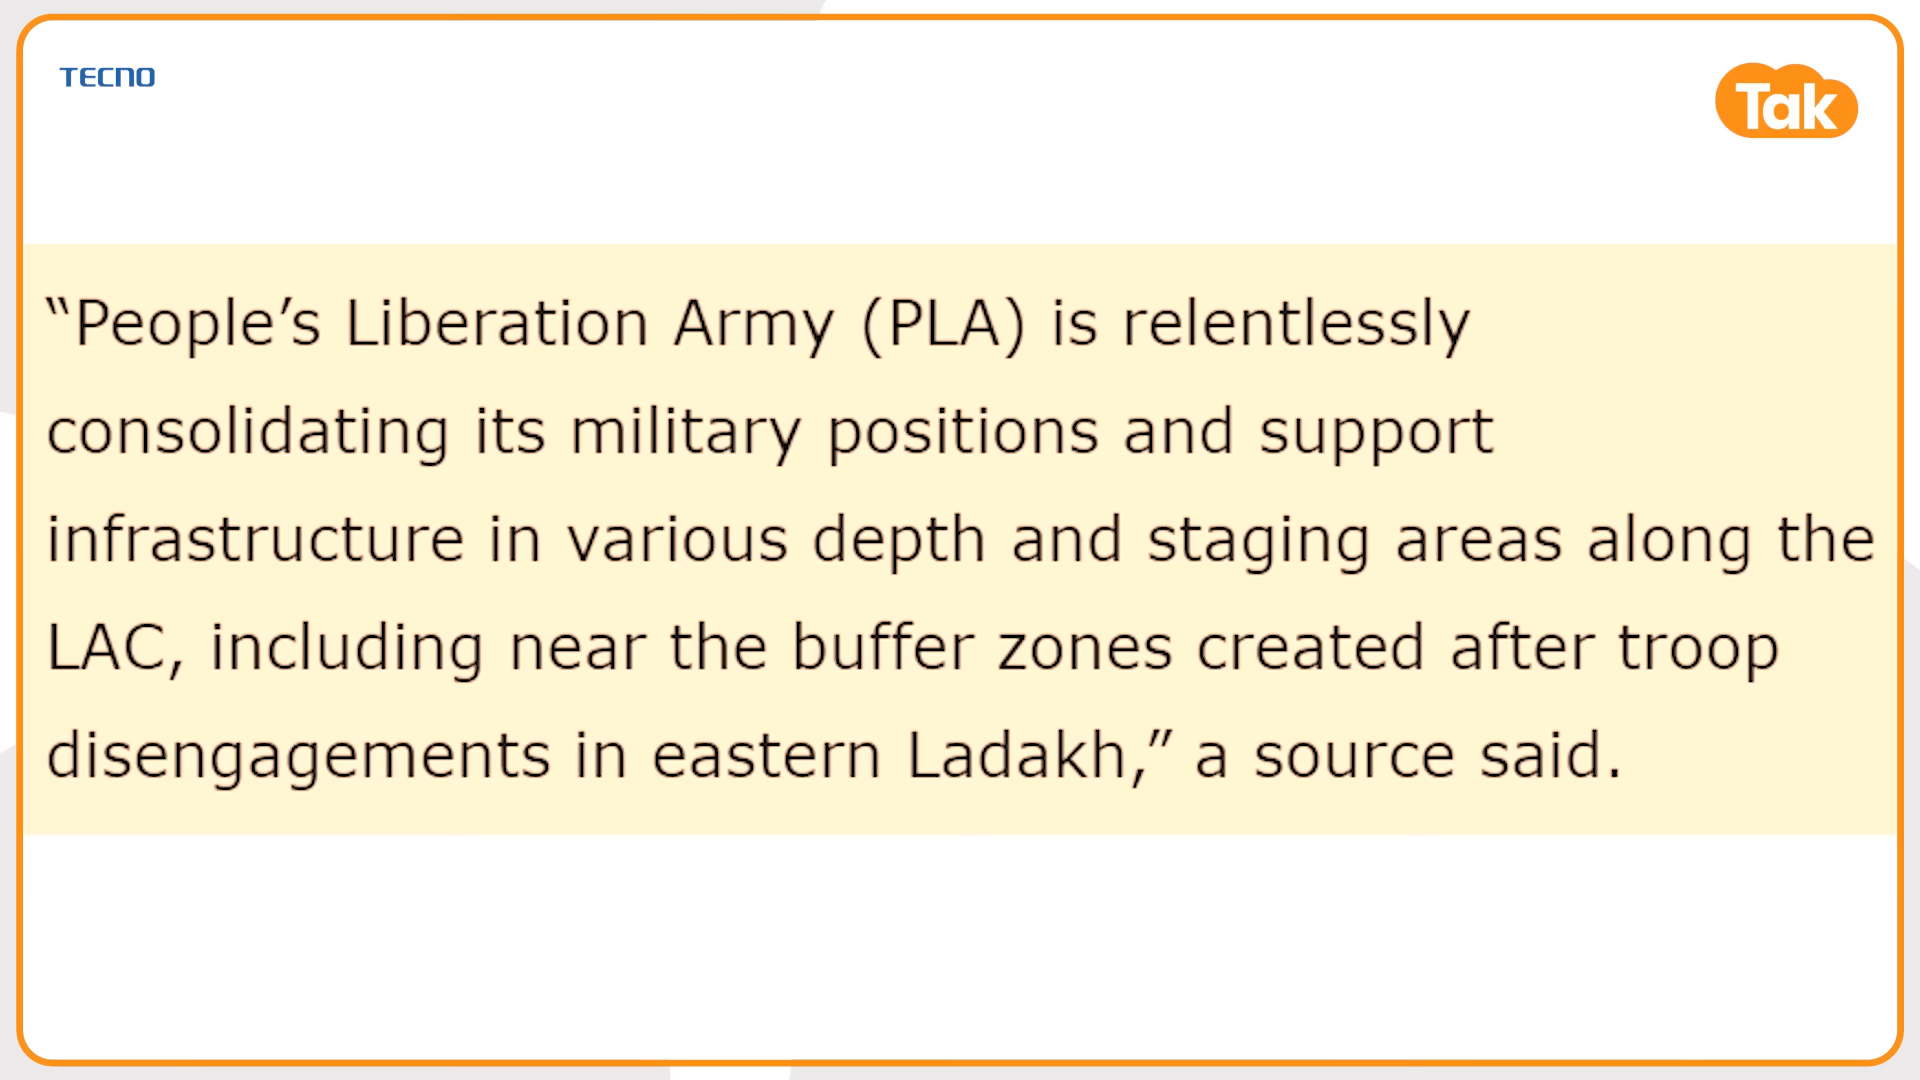 TECNO
Tak
“People’s Liberation Army (PLA) is relentlessly
consolidating its military positions and support
infrastructure in various depth and staging areas along the
LAC, including near the buffer zones created after troop
disengagements in eastern Ladakh,” a source said.